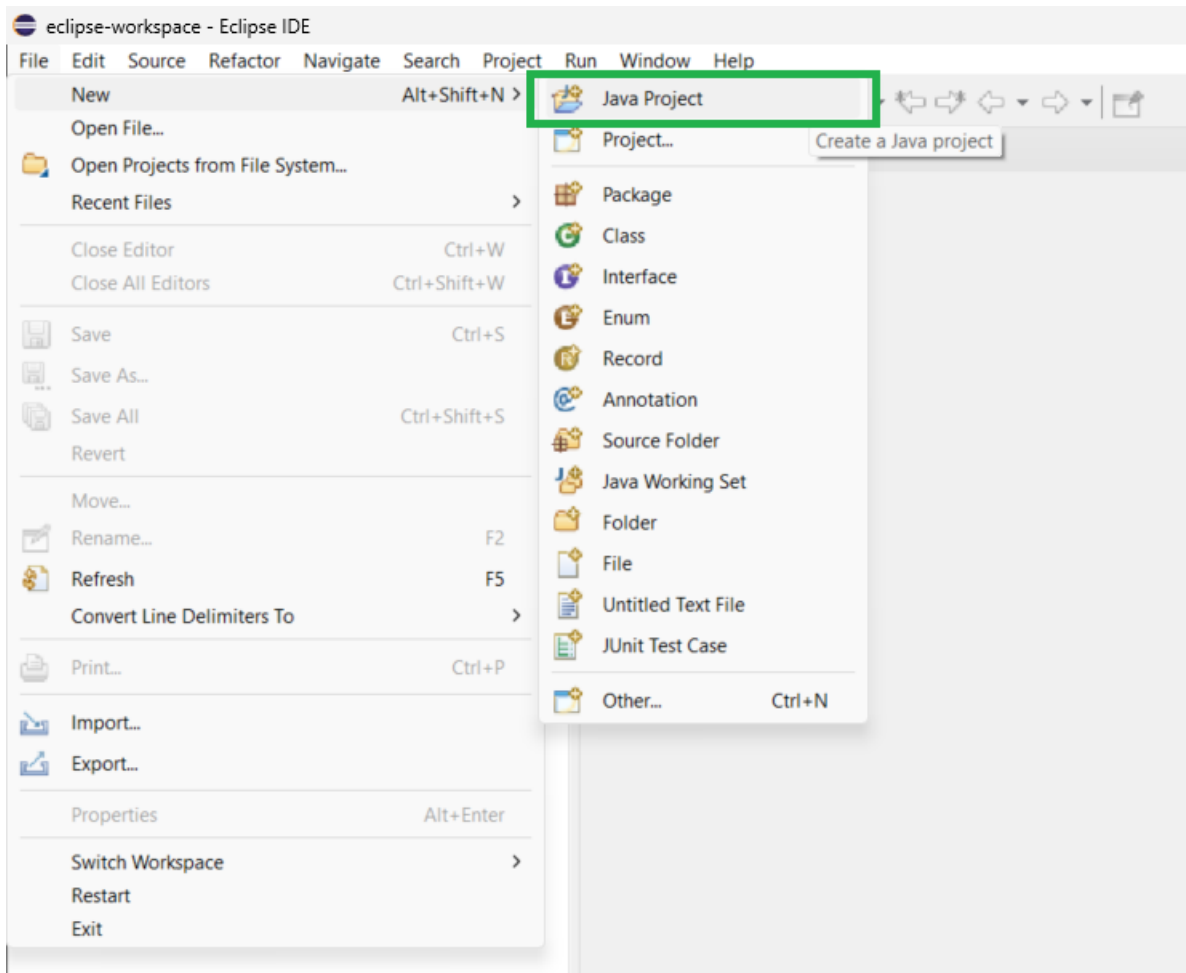 eclipse-workspace - Eclipse IDE
File Edit Source Refactor Navigate Search Project Run Window Help
New Alt+Shift+N >
Open File...
Open Projects from File System...
Recent Files >
Close Editor Ctrl+W
Close All Editors Ctrl+Shift+W
Save Ctrl+S
Save As...
Save All Ctrl+Shift+S
Revert
Move...
Rename... F2
Refresh F5
Convert Line Delimiters To >
Print... Ctrl+P
Import...
Export...
Properties Alt+Enter
Switch Workspace >
Restart
Exit
Java Project
Project...
Create a Java project
Package
Class
Interface
Enum
Record
Annotation
Source Folder
Java Working Set
Folder
File
Untitled Text File
JUnit Test Case
Other... Ctrl+N